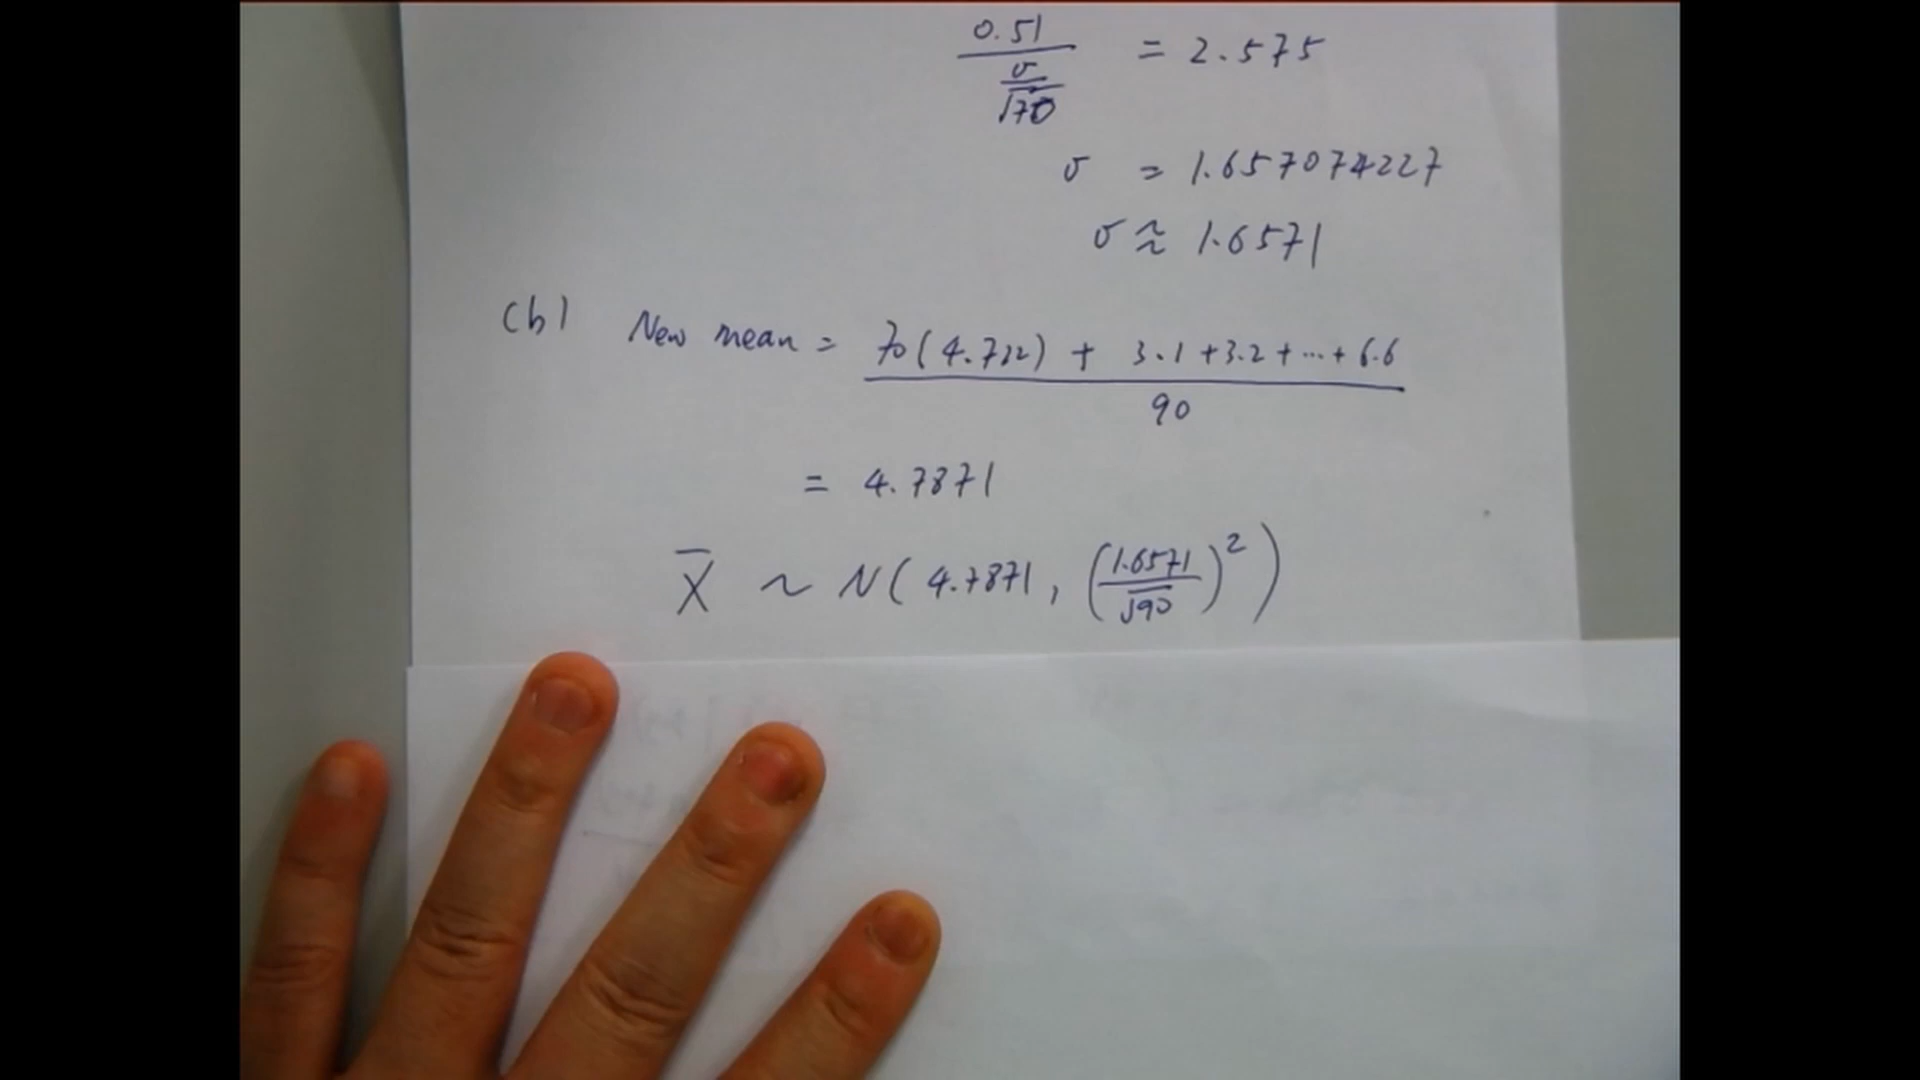 0.51 / (σ/√70) = 2.575
σ = 1.657074227
σ ≈ 1.6571
(b) New mean = (70(4.722) + 3.1+3.2+⋯+6.6) / 90
= 4.7871
X̄ ~ N(4.7871, (1.6571/√90)²)